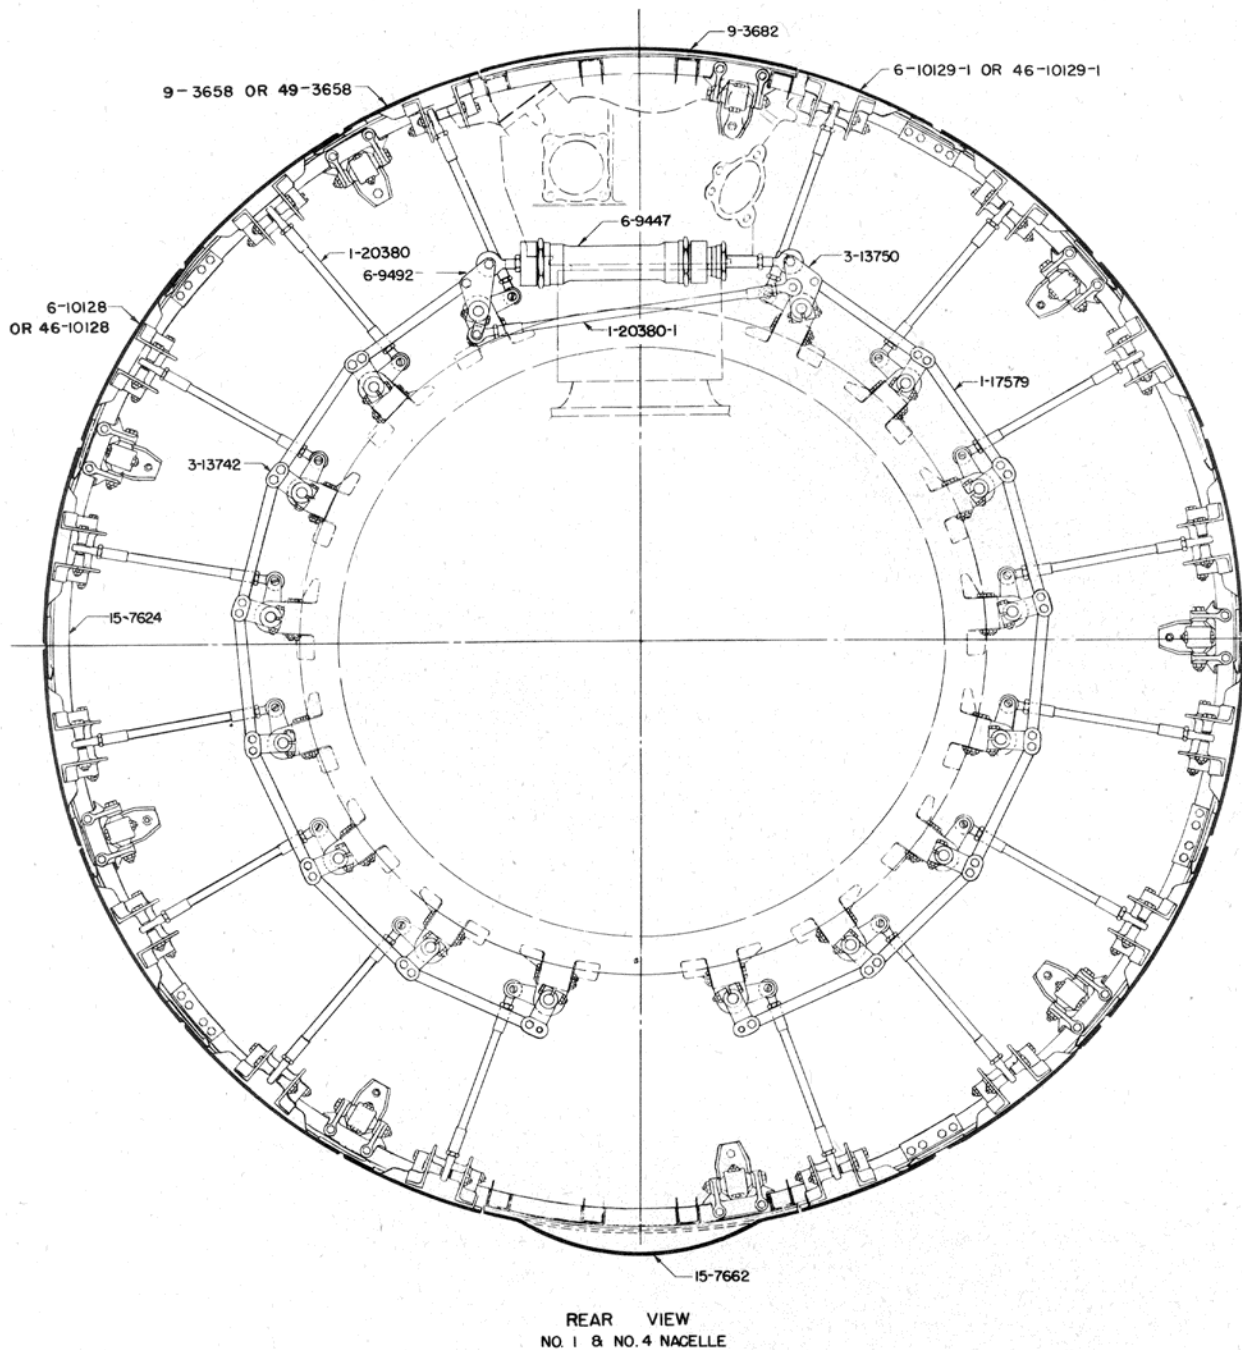 9-3682
6-10129-1 OR 46-10129-1
9-3658 OR 49-3658
6-9447
1-20380
3-13750
6-9492
6-10128
OR 46-10128
1-20380-1
1-17579
3-13742
15-7624
15-7662
REAR VIEW
NO. 1 & NO. 4 NACELLE